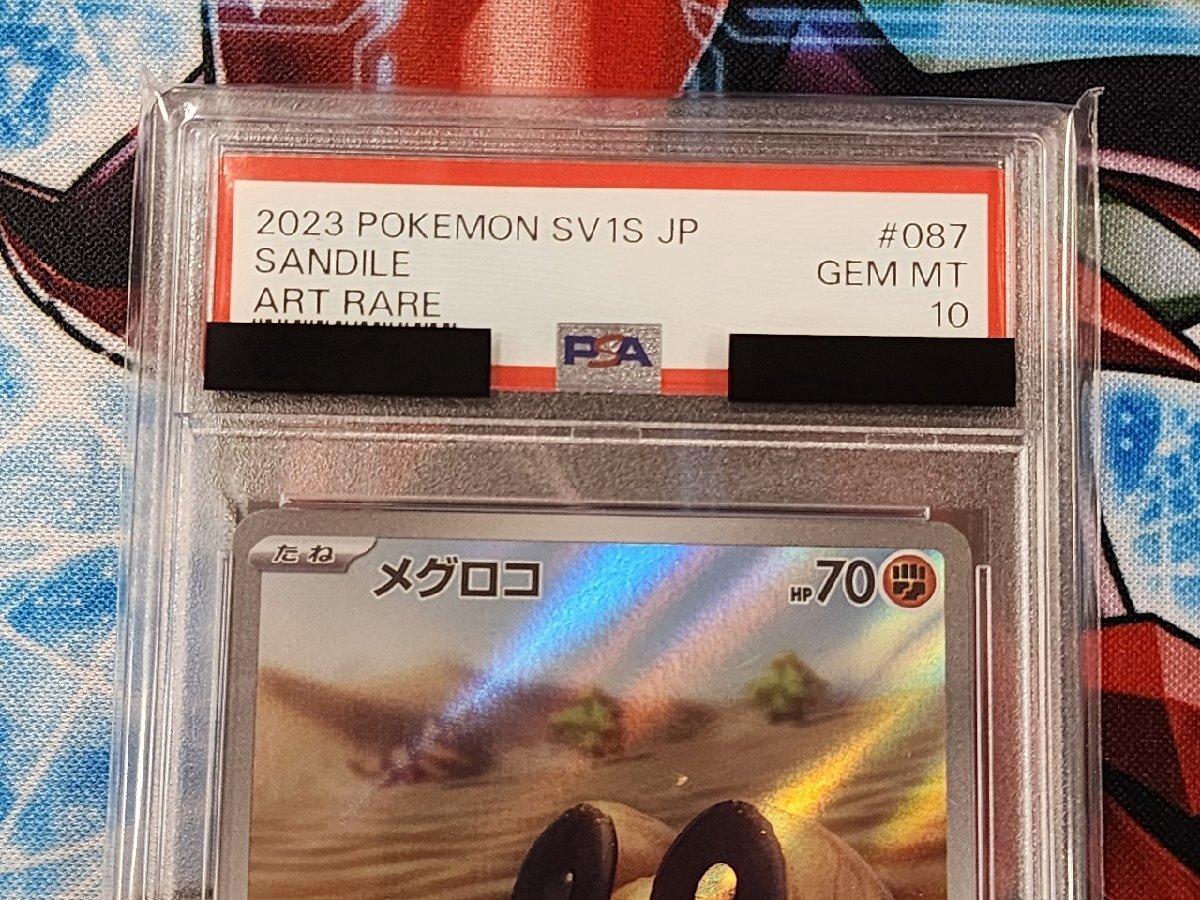 2023 POKEMON SV1S JP #087
SANDILE GEM MT
ART RARE 10
PSA
たね メグロコ HP70